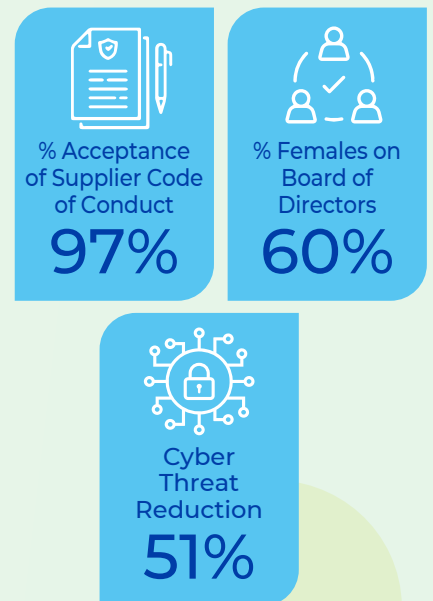 % Acceptance
of Supplier Code
of Conduct
97%
% Females on
Board of
Directors
60%
Cyber
Threat
Reduction
51%